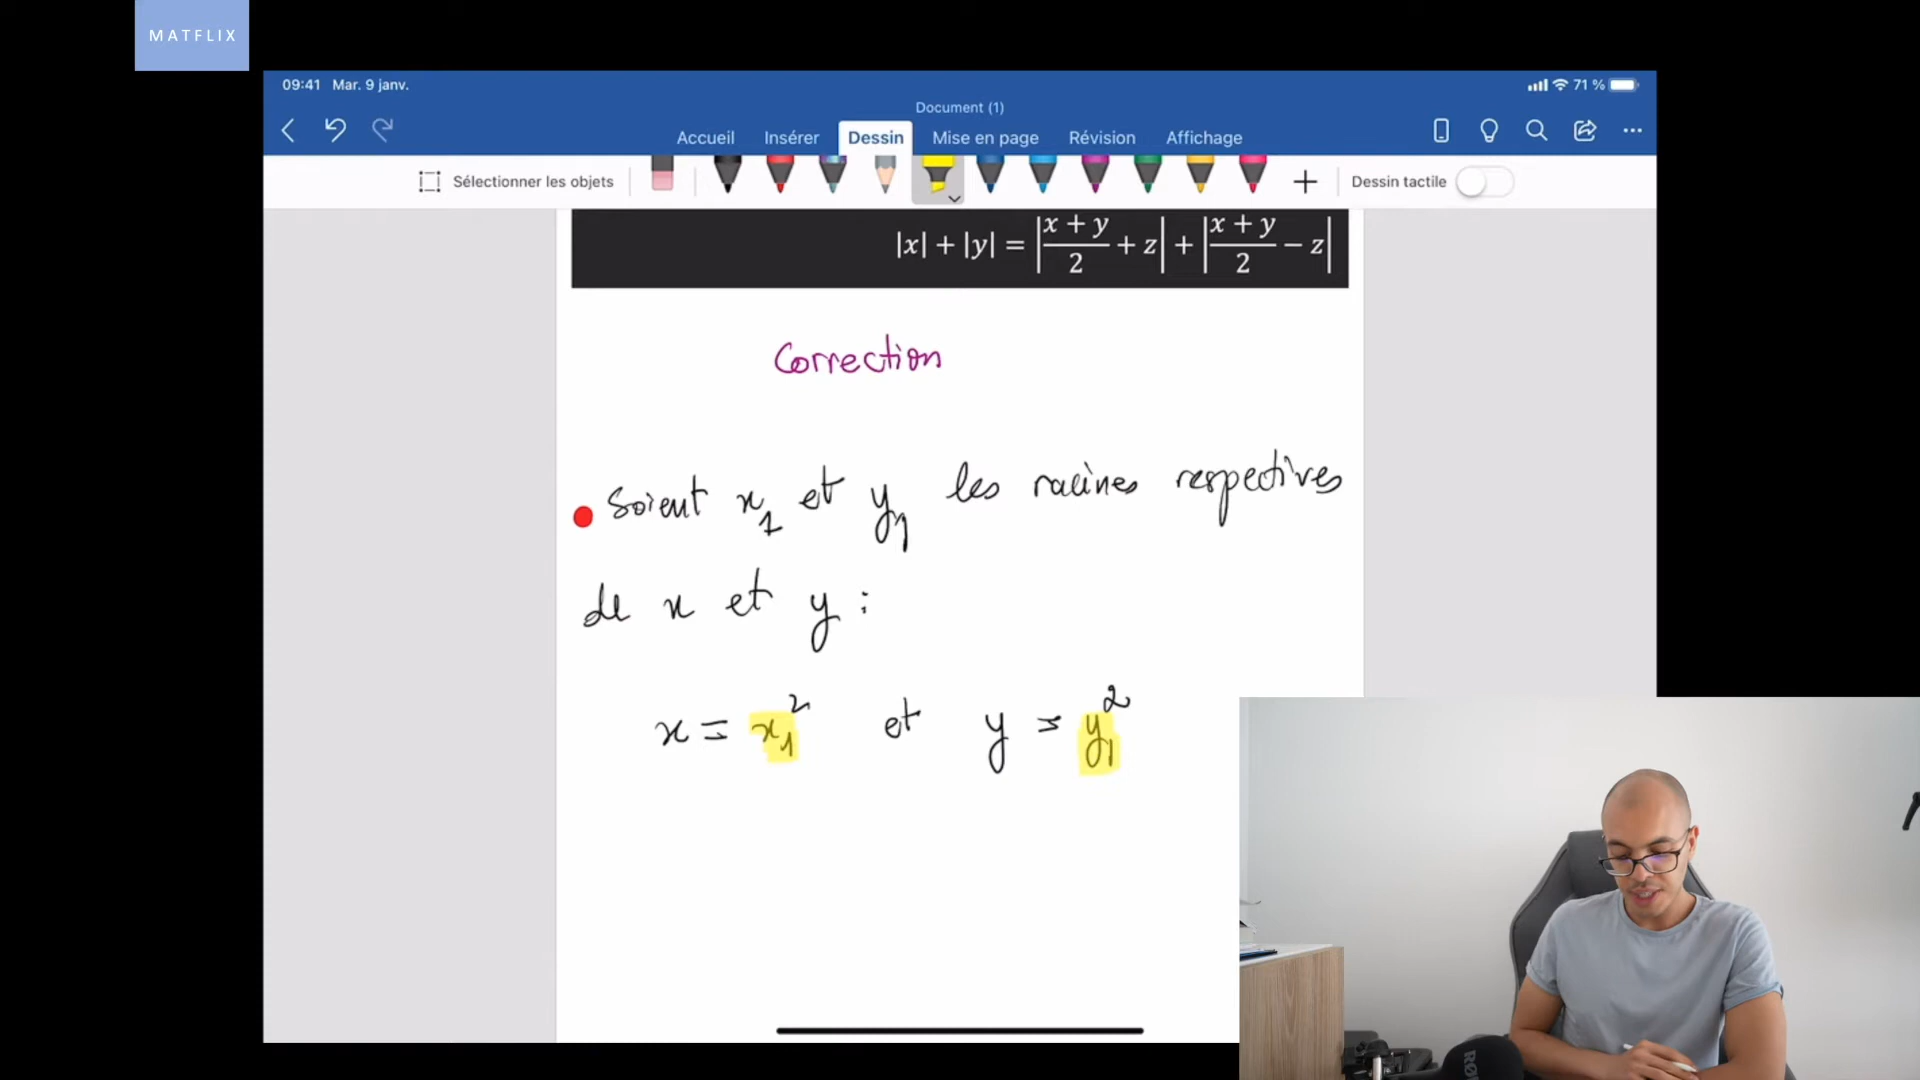 MATFLIX
09:41 Mar. 9 janv.
71 %
Document (1)
Accueil Insérer Dessin Mise en page Révision Affichage
Sélectionner les objets
Dessin tactile
|x| + |y| = |x + y / 2 + z| + |x + y / 2 − z|
Correction
Soient x₁ et y₁ les racines respectives
de x et y :
x = x₁² et y = y₁²
RØDE